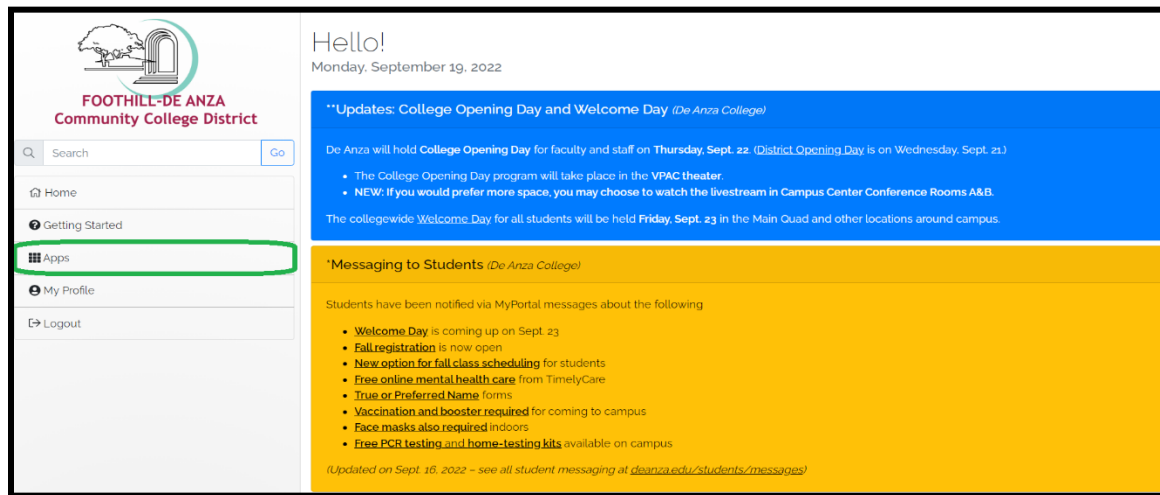 FOOTHILL-DE ANZA
Community College District
Search
Go
Home
Getting Started
Apps
My Profile
Logout
Hello!
Monday, September 19, 2022
**Updates: College Opening Day and Welcome Day (De Anza College)
De Anza will hold College Opening Day for faculty and staff on Thursday, Sept. 22. (District Opening Day is on Wednesday, Sept. 21.)
• The College Opening Day program will take place in the VPAC theater.
• NEW: If you would prefer more space, you may choose to watch the livestream in Campus Center Conference Rooms A&B.
The collegewide Welcome Day for all students will be held Friday, Sept. 23 in the Main Quad and other locations around campus.
*Messaging to Students (De Anza College)
Students have been notified via MyPortal messages about the following
• Welcome Day is coming up on Sept. 23
• Fall registration is now open
• New option for fall class scheduling for students
• Free online mental health care from TimelyCare
• True or Preferred Name forms
• Vaccination and booster required for coming to campus
• Face masks also required indoors
• Free PCR testing and home-testing kits available on campus
(Updated on Sept. 16, 2022 – see all student messaging at deanza.edu/students/messages)